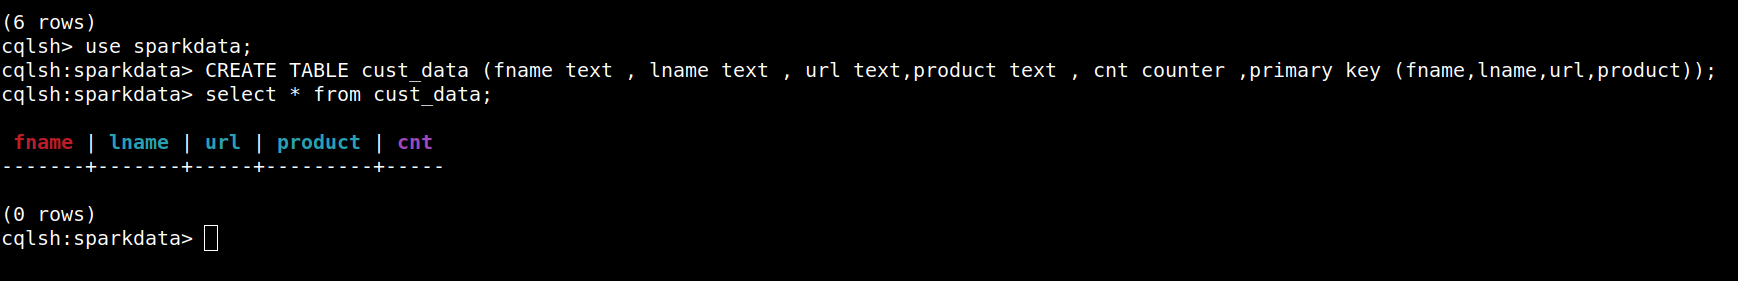 (6 rows)
cqlsh> use sparkdata;
cqlsh:sparkdata> CREATE TABLE cust_data (fname text , lname text , url text,product text , cnt counter ,primary key (fname,lname,url,product));
cqlsh:sparkdata> select * from cust_data;
 fname | lname | url | product | cnt
-------+-------+-----+---------+-----
(0 rows)
cqlsh:sparkdata>